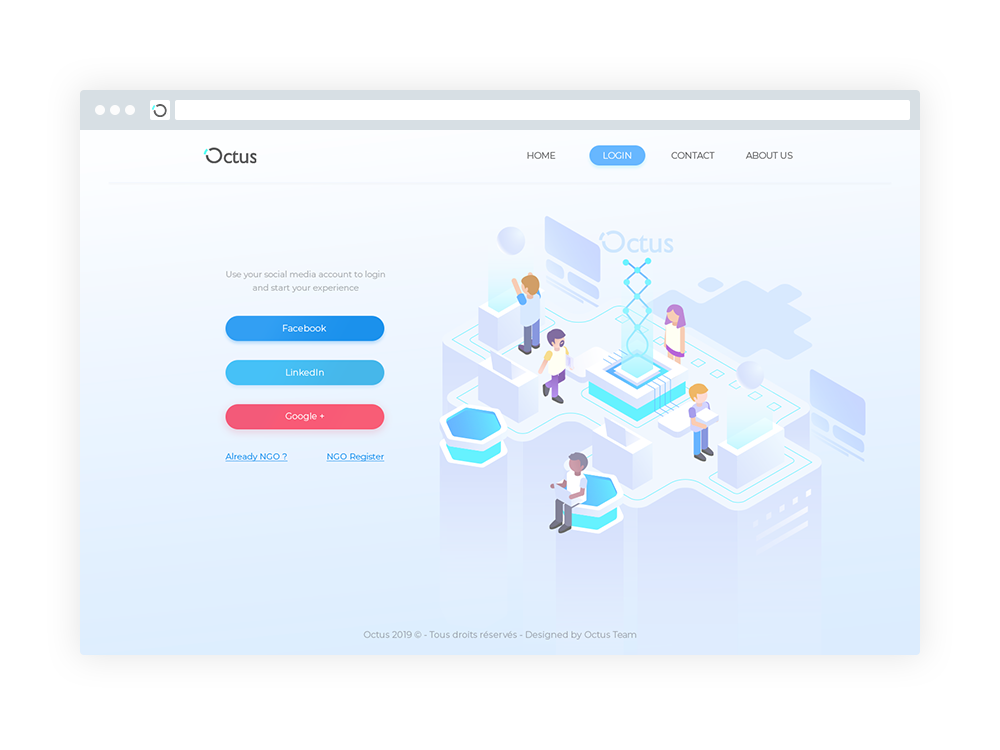 Octus
HOME LOGIN CONTACT ABOUT US
Octus
Use your social media account to login
and start your experience
Facebook
LinkedIn
Google +
Already NGO ? NGO Register
Octus 2019 © - Tous droits réservés - Designed by Octus Team